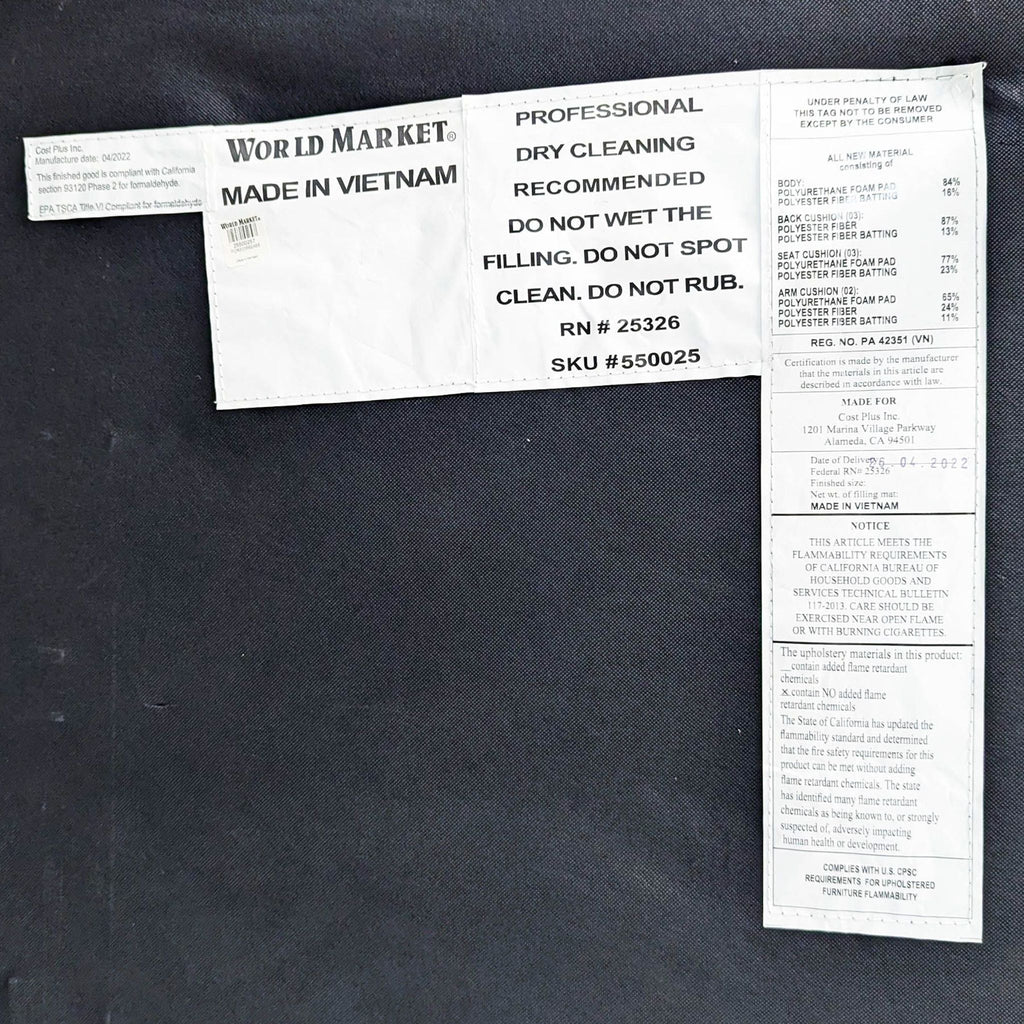 Cost Plus Inc.
Manufacture date: 04/2022
This finished good is compliant with California
section 93120 Phase 2 for formaldehyde.
EPA TSCA Title VI Compliant for formaldehyde
WORLD MARKET®
MADE IN VIETNAM
WORLD MARKET®
PROFESSIONAL
DRY CLEANING
RECOMMENDED
DO NOT WET THE
FILLING. DO NOT SPOT
CLEAN. DO NOT RUB.
RN # 25326
SKU #550025
UNDER PENALTY OF LAW
THIS TAG NOT TO BE REMOVED
EXCEPT BY THE CONSUMER
ALL NEW MATERIAL
consisting of
BODY:
POLYURETHANE FOAM PAD 84%
POLYESTER FIBER BATTING 16%
BACK CUSHION (03):
POLYESTER FIBER 87%
POLYESTER FIBER BATTING 13%
SEAT CUSHION (03):
POLYURETHANE FOAM PAD 77%
POLYESTER FIBER BATTING 23%
ARM CUSHION (02):
POLYURETHANE FOAM PAD 65%
POLYESTER FIBER 24%
POLYESTER FIBER BATTING 11%
REG. NO. PA 42351 (VN)
Certification is made by the manufacturer
that the materials in this article are
described in accordance with law.
MADE FOR
Cost Plus Inc.
1201 Marina Village Parkway
Alameda, CA 94501
Date of Delivery 26.04.2022
Federal RN# 25326
Finished size:
Net wt. of filling mat:
MADE IN VIETNAM
NOTICE
THIS ARTICLE MEETS THE
FLAMMABILITY REQUIREMENTS
OF CALIFORNIA BUREAU OF
HOUSEHOLD GOODS AND
SERVICES TECHNICAL BULLETIN
117-2013. CARE SHOULD BE
EXERCISED NEAR OPEN FLAME
OR WITH BURNING CIGARETTES.
The upholstery materials in this product:
__contain added flame retardant
chemicals
x contain NO added flame
retardant chemicals
The State of California has updated the
flammability standard and determined
that the fire safety requirements for this
product can be met without adding
flame retardant chemicals. The state
has identified many flame retardant
chemicals as being known to, or strongly
suspected of, adversely impacting
human health or development.
COMPLIES WITH U.S. CPSC
REQUIREMENTS FOR UPHOLSTERED
FURNITURE FLAMMABILITY